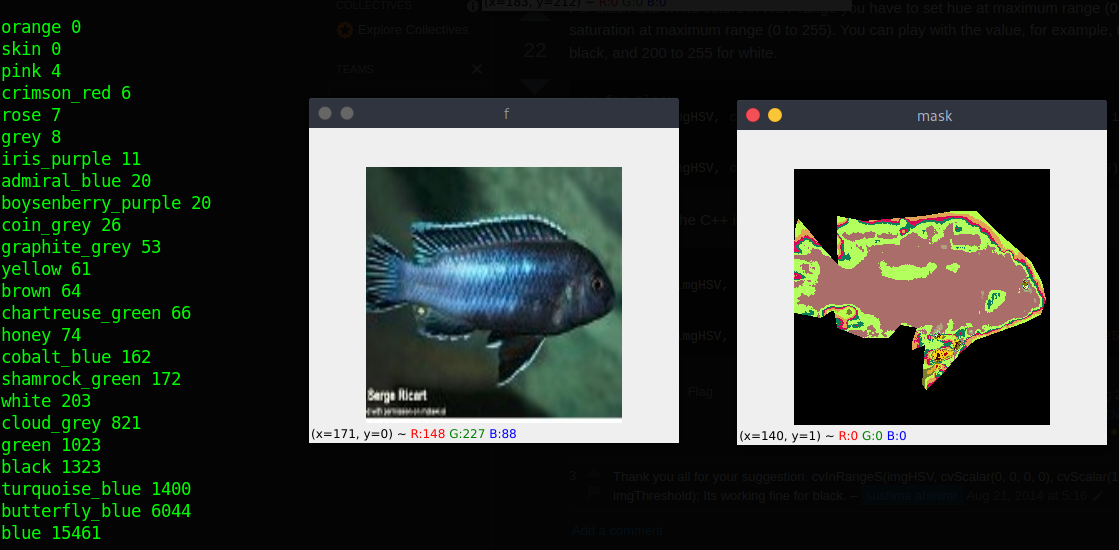 orange 0
skin 0
pink 4
crimson_red 6
rose 7
grey 8
iris_purple 11
admiral_blue 20
boysenberry_purple 20
coin_grey 26
graphite_grey 53
yellow 61
brown 64
chartreuse_green 66
honey 74
cobalt_blue 162
shamrock_green 172
white 203
cloud_grey 821
green 1023
black 1323
turquoise_blue 1400
butterfly_blue 6044
blue 15461
COLLECTIVES
Explore Collectives
TEAMS
(x=183, y=212) ~ R:0 G:0 B:0
22
you have to set hue at maximum range (0
saturation at maximum range (0 to 255). You can play with the value, for example,
black, and 200 to 255 for white.
f
Serge Ricart
(x=171, y=0) ~ R:148 G:227 B:88
mask
(x=140, y=1) ~ R:0 G:0 B:0
he C++
Flag
3
Thank you all for your suggestion. cvInRangeS(imgHSV, cvScalar(0, 0, 0, 0), cvScalar(1
imgThreshold); Its working fine for black. –
Aug 21, 2014 at 5:16
Add a comment